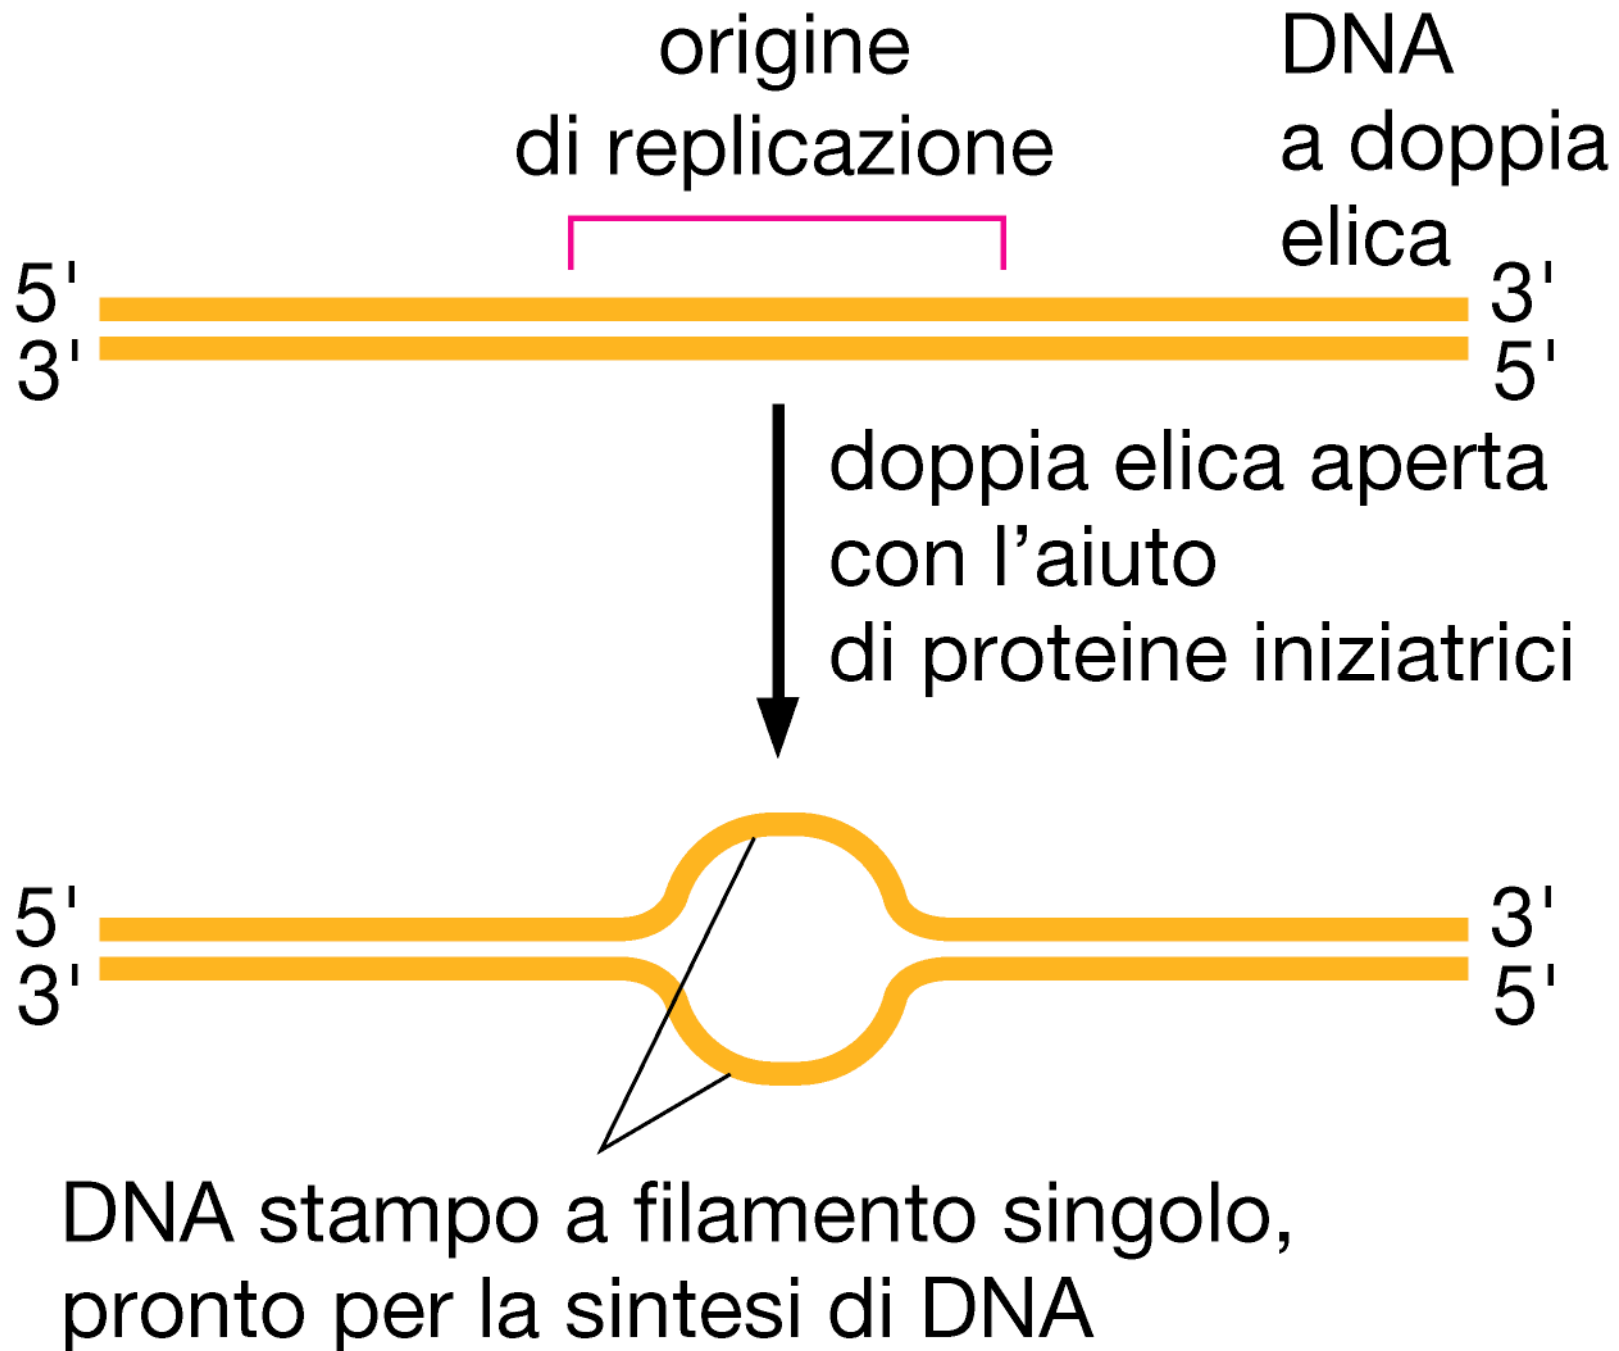 origine
di replicazione
DNA
a doppia
elica
5' 3'
3' 5'
doppia elica aperta
con l’aiuto
di proteine iniziatrici
5' 3'
3' 5'
DNA stampo a filamento singolo,
pronto per la sintesi di DNA